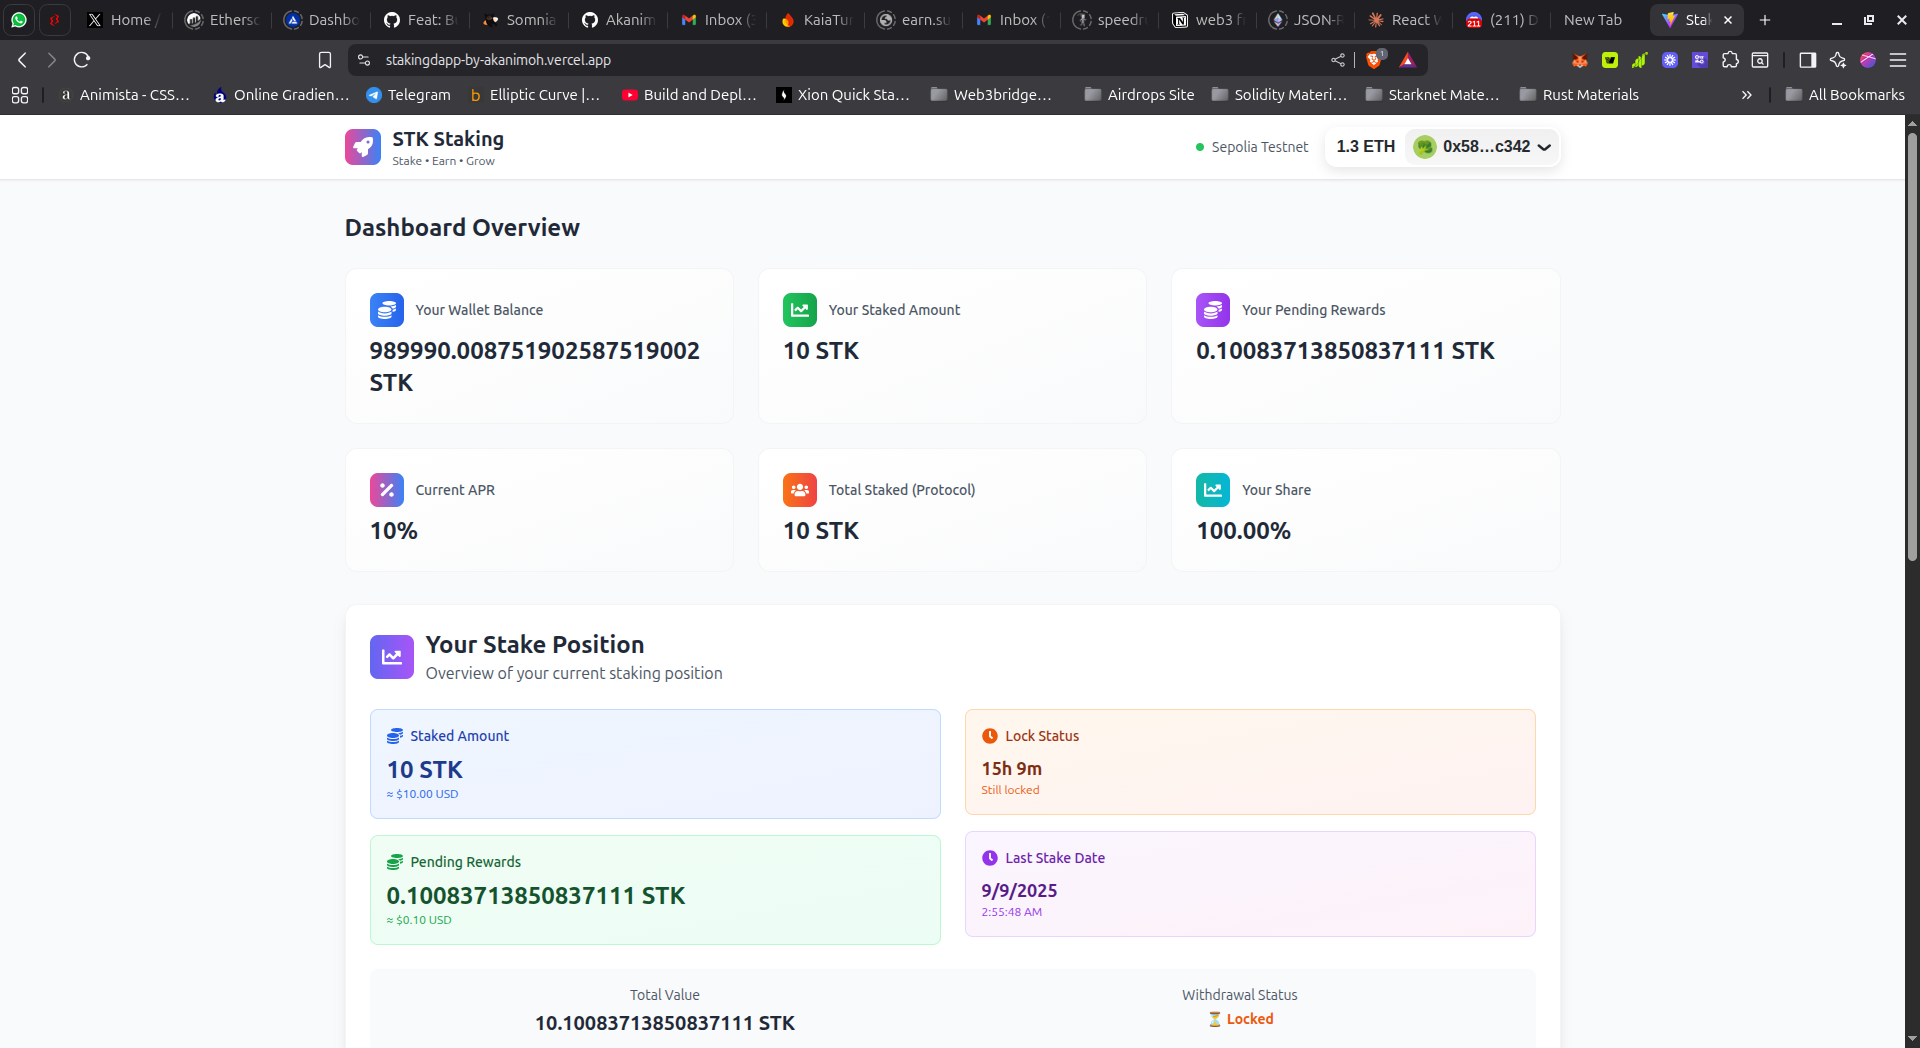 Home /
Ethersc
Dashbo
Feat: Bu
Somnia
Akanim
Inbox (
KaiaTur
earn.su
Inbox (
speedr
web3 f
JSON-R
React W
(211) D
New Tab
Stak
stakingdapp-by-akanimoh.vercel.app
1
a Animista - CSS...
Online Gradien...
Telegram
b Elliptic Curve |...
Build and Depl...
Xion Quick Sta...
Web3bridge...
Airdrops Site
Solidity Materi...
Starknet Mate...
Rust Materials
»
All Bookmarks
STK Staking
Stake • Earn • Grow
Sepolia Testnet
1.3 ETH
0x58...c342
Dashboard Overview
Your Wallet Balance
989990.008751902587519002
STK
Your Staked Amount
10 STK
Your Pending Rewards
0.10083713850837111 STK
Current APR
10%
Total Staked (Protocol)
10 STK
Your Share
100.00%
Your Stake Position
Overview of your current staking position
Staked Amount
10 STK
≈ $10.00 USD
Lock Status
15h 9m
Still locked
Pending Rewards
0.10083713850837111 STK
≈ $0.10 USD
Last Stake Date
9/9/2025
2:55:48 AM
Total Value
10.10083713850837111 STK
Withdrawal Status
⏳ Locked